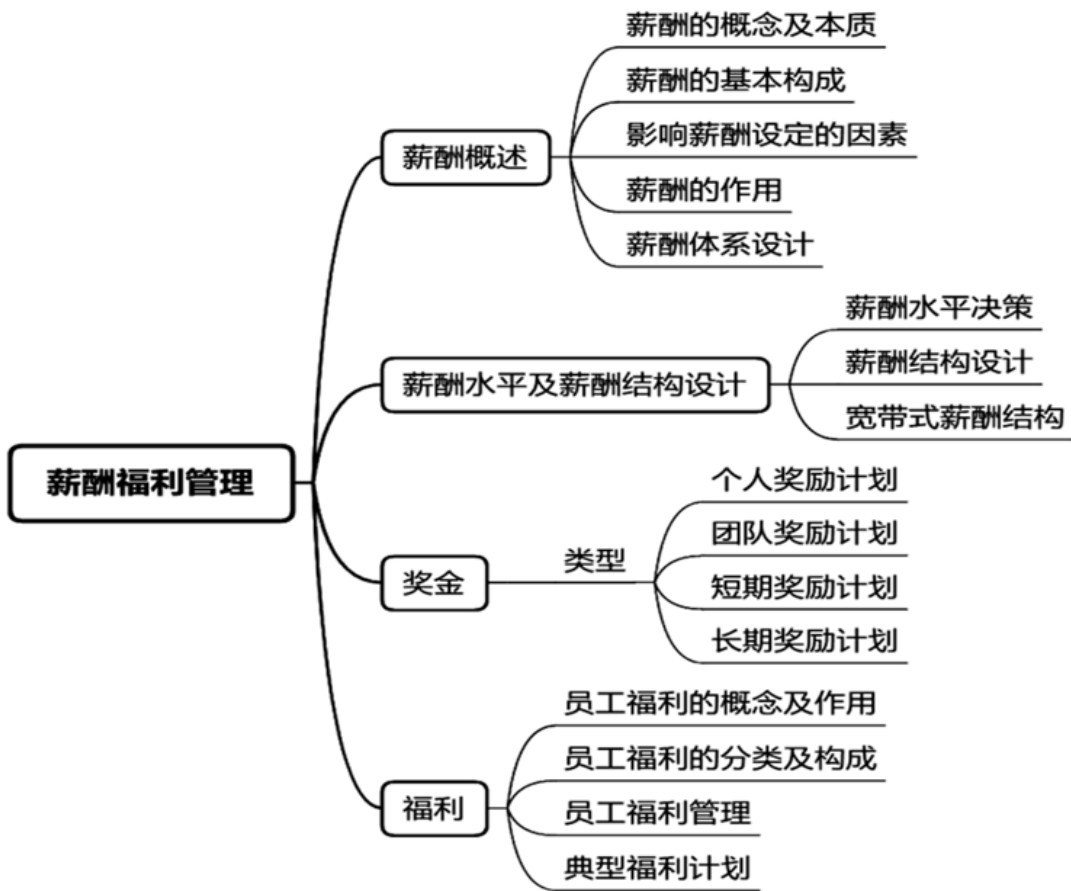 薪酬福利管理
薪酬概述
薪酬的概念及本质
薪酬的基本构成
影响薪酬设定的因素
薪酬的作用
薪酬体系设计
薪酬水平及薪酬结构设计
薪酬水平决策
薪酬结构设计
宽带式薪酬结构
奖金
类型
个人奖励计划
团队奖励计划
短期奖励计划
长期奖励计划
福利
员工福利的概念及作用
员工福利的分类及构成
员工福利管理
典型福利计划